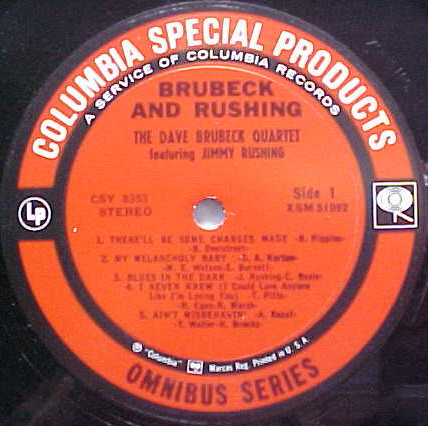 COLUMBIA SPECIAL PRODUCTS
A SERVICE OF COLUMBIA RECORDS
BRUBECK
AND RUSHING
THE DAVE BRUBECK QUARTET
featuring JIMMY RUSHING
CSV 8353
STEREO
Side 1
XSM 51092
LP
1. THERE'LL BE SOME CHANGES MADE -B. Higgins-
B. Overstreet-
2. MY MELANCHOLY BABY -G. A. Norton-
M. E. Watson-E. Burnett-
3. BLUES IN THE DARK -J. Rushing-C. Basie-
4. I NEVER KNEW (I Could Love Anyone
Like I'm Loving You) -T. Pitts-
R. Egan-R. Marsh-
5. AIN'T MISBEHAVIN' -A. Razaf-
T. Waller-H. Brooks-
® "Columbia" Marcas Reg. Printed in U. S. A.
OMNIBUS SERIES